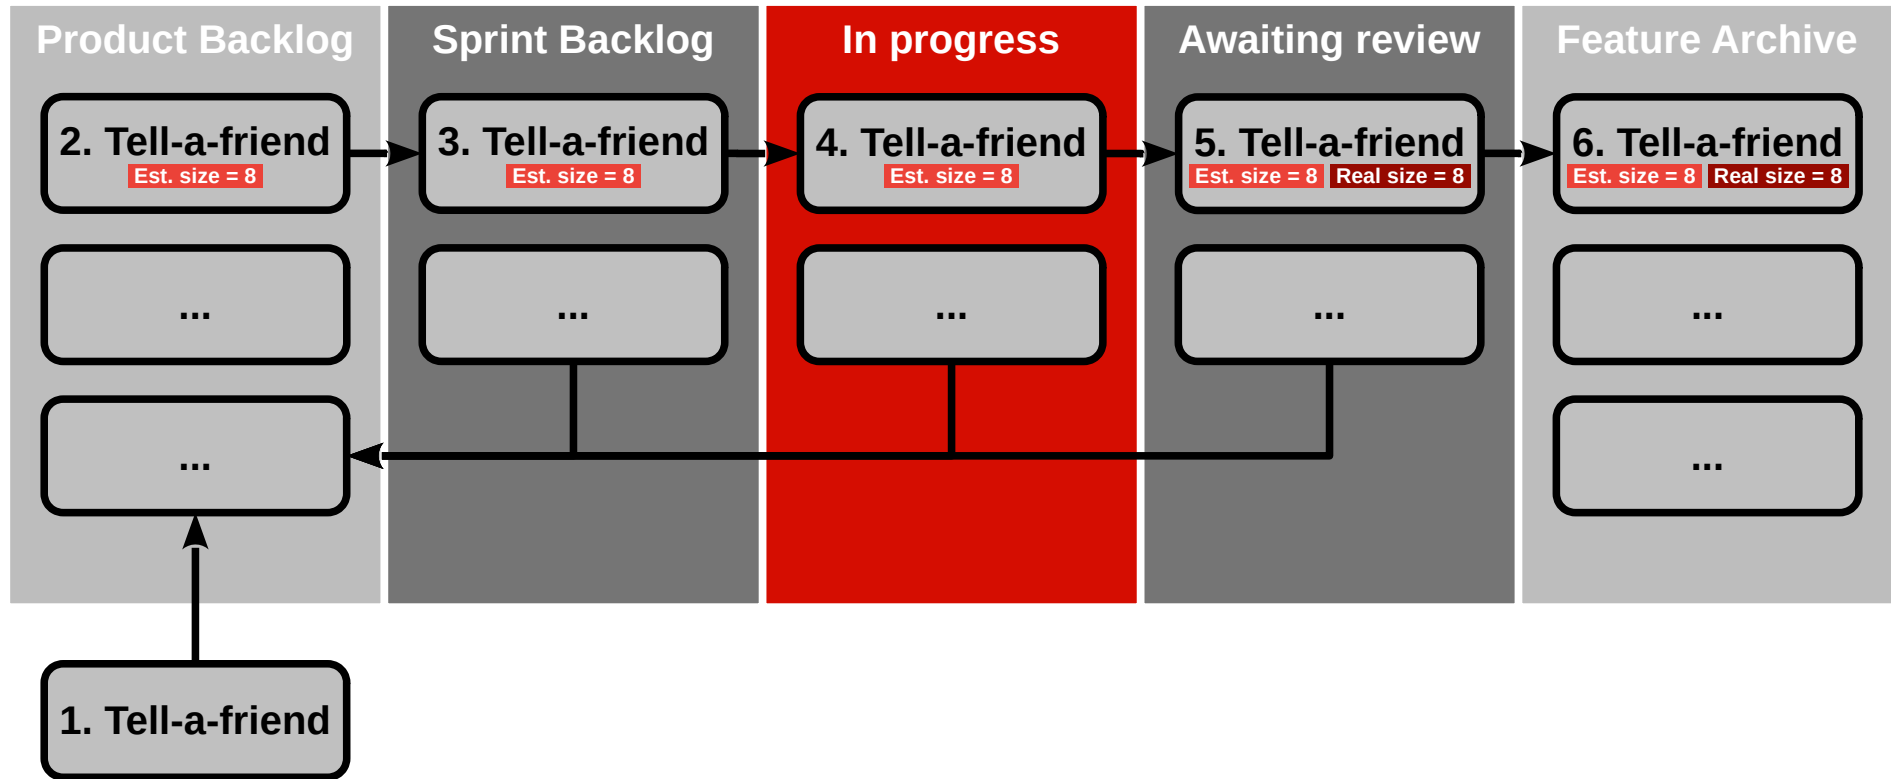 Product Backlog
Sprint Backlog
In progress
Awaiting review
Feature Archive
2. Tell-a-friend
Est. size = 8
3. Tell-a-friend
Est. size = 8
4. Tell-a-friend
Est. size = 8
5. Tell-a-friend
Est. size = 8 Real size = 8
6. Tell-a-friend
Est. size = 8 Real size = 8
...
...
...
...
...
...
...
1. Tell-a-friend